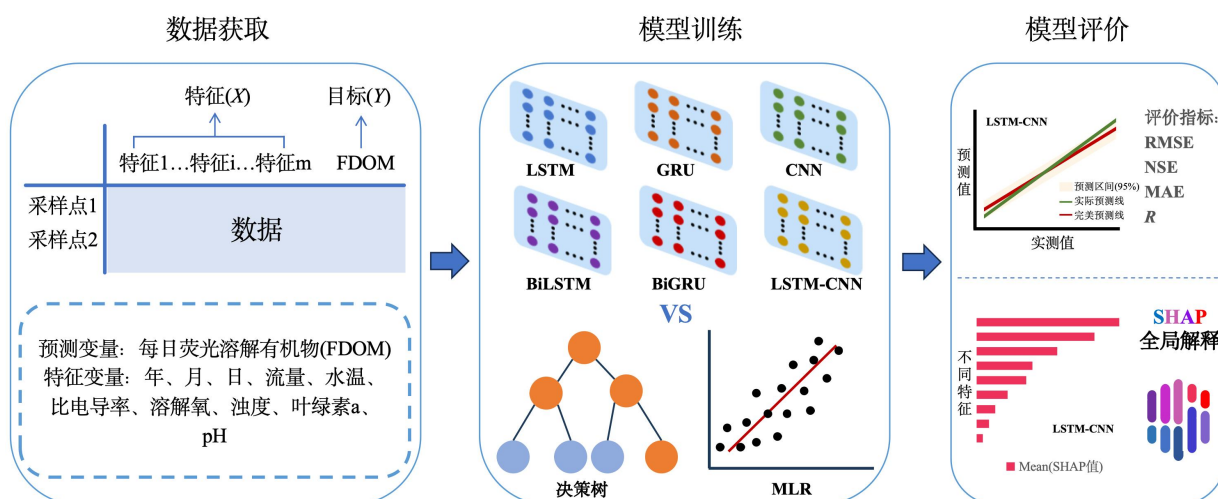 数据获取
特征(X)
目标(Y)
特征1…特征i…特征m
FDOM
采样点1
采样点2
数据
预测变量：每日荧光溶解有机物(FDOM)
特征变量：年、月、日、流量、水温、
比电导率、溶解氧、浊度、叶绿素a、
pH
模型训练
LSTM
GRU
CNN
BiLSTM
BiGRU
LSTM-CNN
VS
决策树
MLR
模型评价
LSTM-CNN
预测值
预测区间(95%)
实际预测线
完美预测线
实测值
评价指标:
RMSE
NSE
MAE
R
不同特征
LSTM-CNN
Mean(SHAP值)
SHAP
全局解释